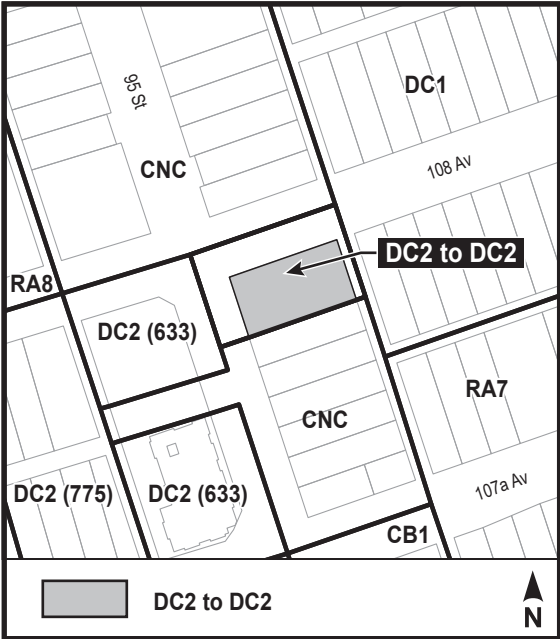 95 St
DC1
CNC
108 Av
DC2 to DC2
RA8
DC2 (633)
RA7
CNC
DC2 (775)
DC2 (633)
107a Av
CB1
DC2 to DC2
N